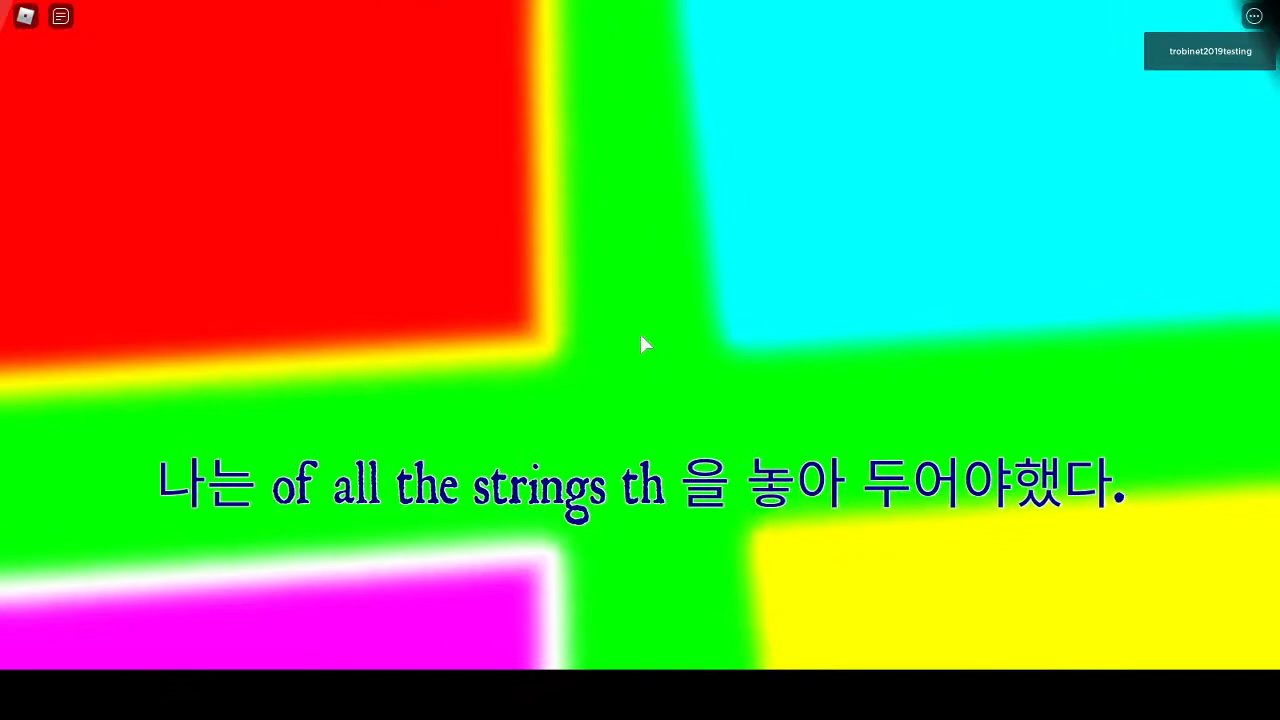 trobinet2019testing
나는 of all the strings th 을 놓아 두어야했다.